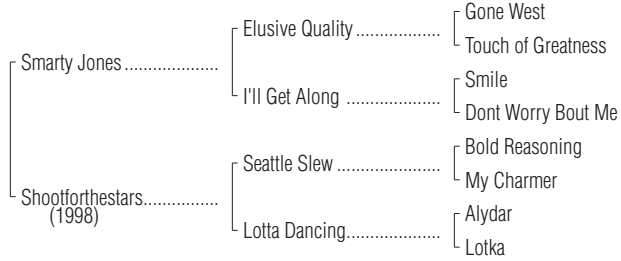 Gone West
Elusive Quality ..................
Touch of Greatness
Smarty Jones ....................
Smile
I'll Get Along ....................
Dont Worry Bout Me
Bold Reasoning
Seattle Slew ......................
My Charmer
Shootforthestars................
(1998)
Alydar
Lotta Dancing....................
Lotka